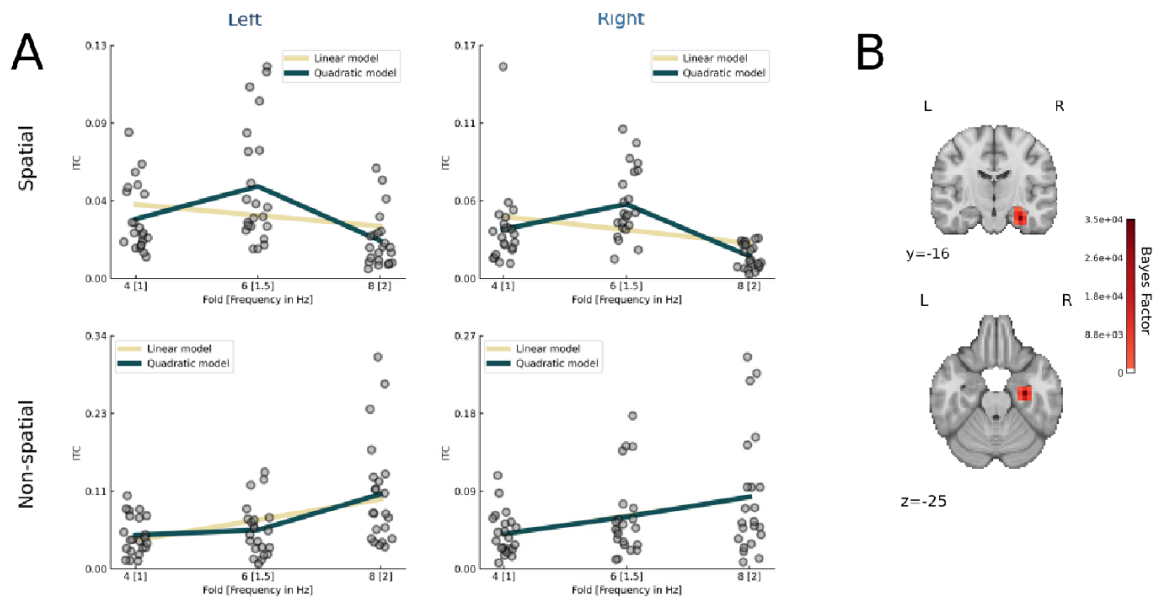 A
Left
Right
B
Spatial
ITC
0.13
0.09
0.04
0.00
Linear model
Quadratic model
4 [1]
6 [1.5]
8 [2]
Fold [Frequency in Hz]
ITC
0.17
0.11
0.06
0.00
Linear model
Quadratic model
4 [1]
6 [1.5]
8 [2]
Fold [Frequency in Hz]
Non-spatial
ITC
0.34
0.23
0.11
0.00
Linear model
Quadratic model
4 [1]
6 [1.5]
8 [2]
Fold [Frequency in Hz]
ITC
0.27
0.18
0.09
0.00
Linear model
Quadratic model
4 [1]
6 [1.5]
8 [2]
Fold [Frequency in Hz]
L
R
y=-16
L
R
z=-25
3.5e+04
2.6e+04
1.8e+04
8.8e+03
0
Bayes Factor